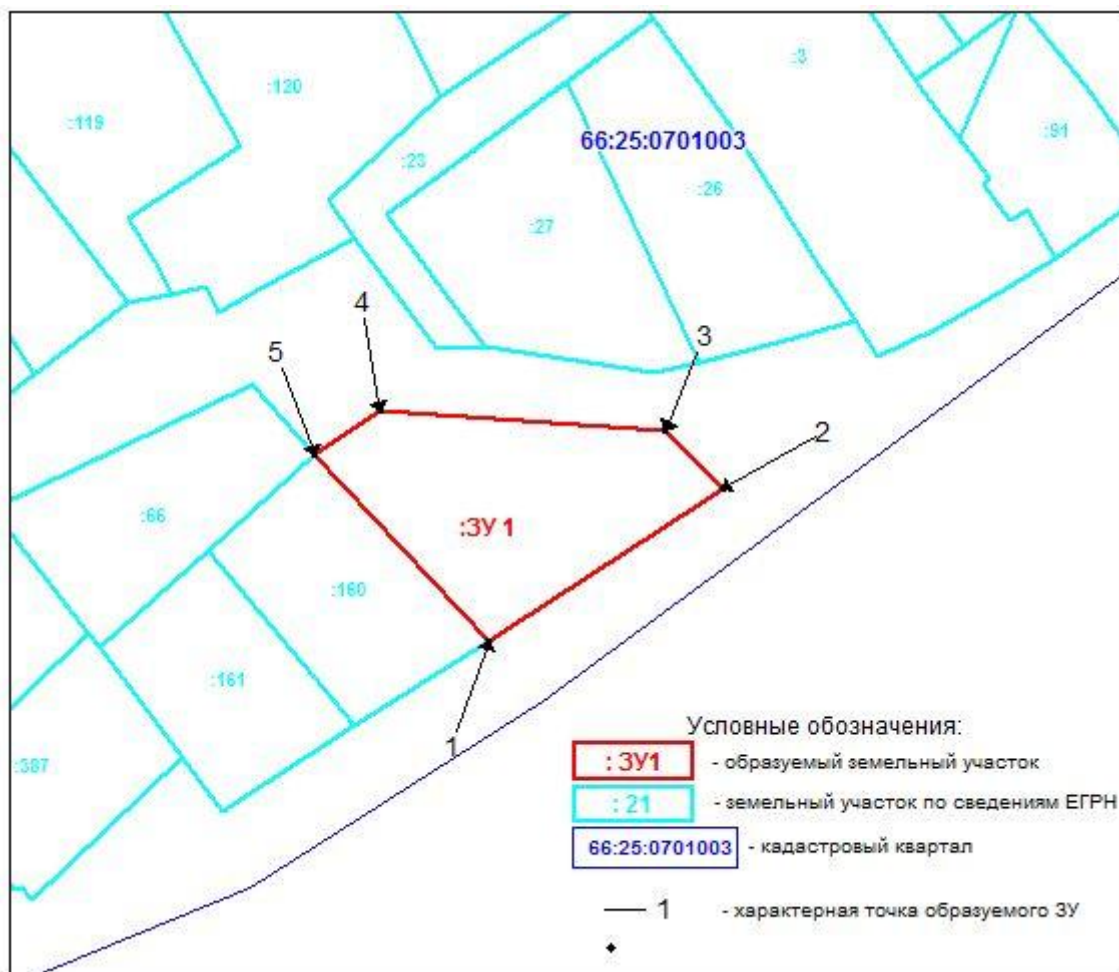 :3
:120
:119
:91
66:25:0701003
:23
:26
:27
4
3
5
2
:66
:ЗУ 1
:160
:161
1
:387
Условные обозначения:
: ЗУ1 - образуемый земельный участок
: 21 - земельный участок по сведениям ЕГРН
66:25:0701003 - кадастровый квартал
1 - характерная точка образуемого ЗУ